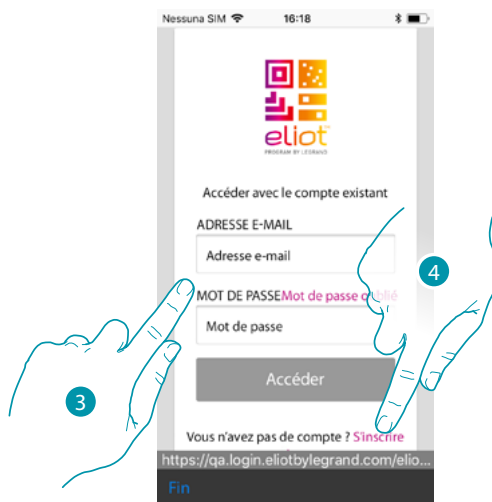 Nessuna SIM 16:18
eliot™
PROGRAM BY LEGRAND
Accéder avec le compte existant
ADRESSE E-MAIL
Adresse e-mail
MOT DE PASSE Mot de passe oublié
Mot de passe
Accéder
Vous n'avez pas de compte ? S'inscrire
https://qa.login.eliotbylegrand.com/elio...
Fin
3
4